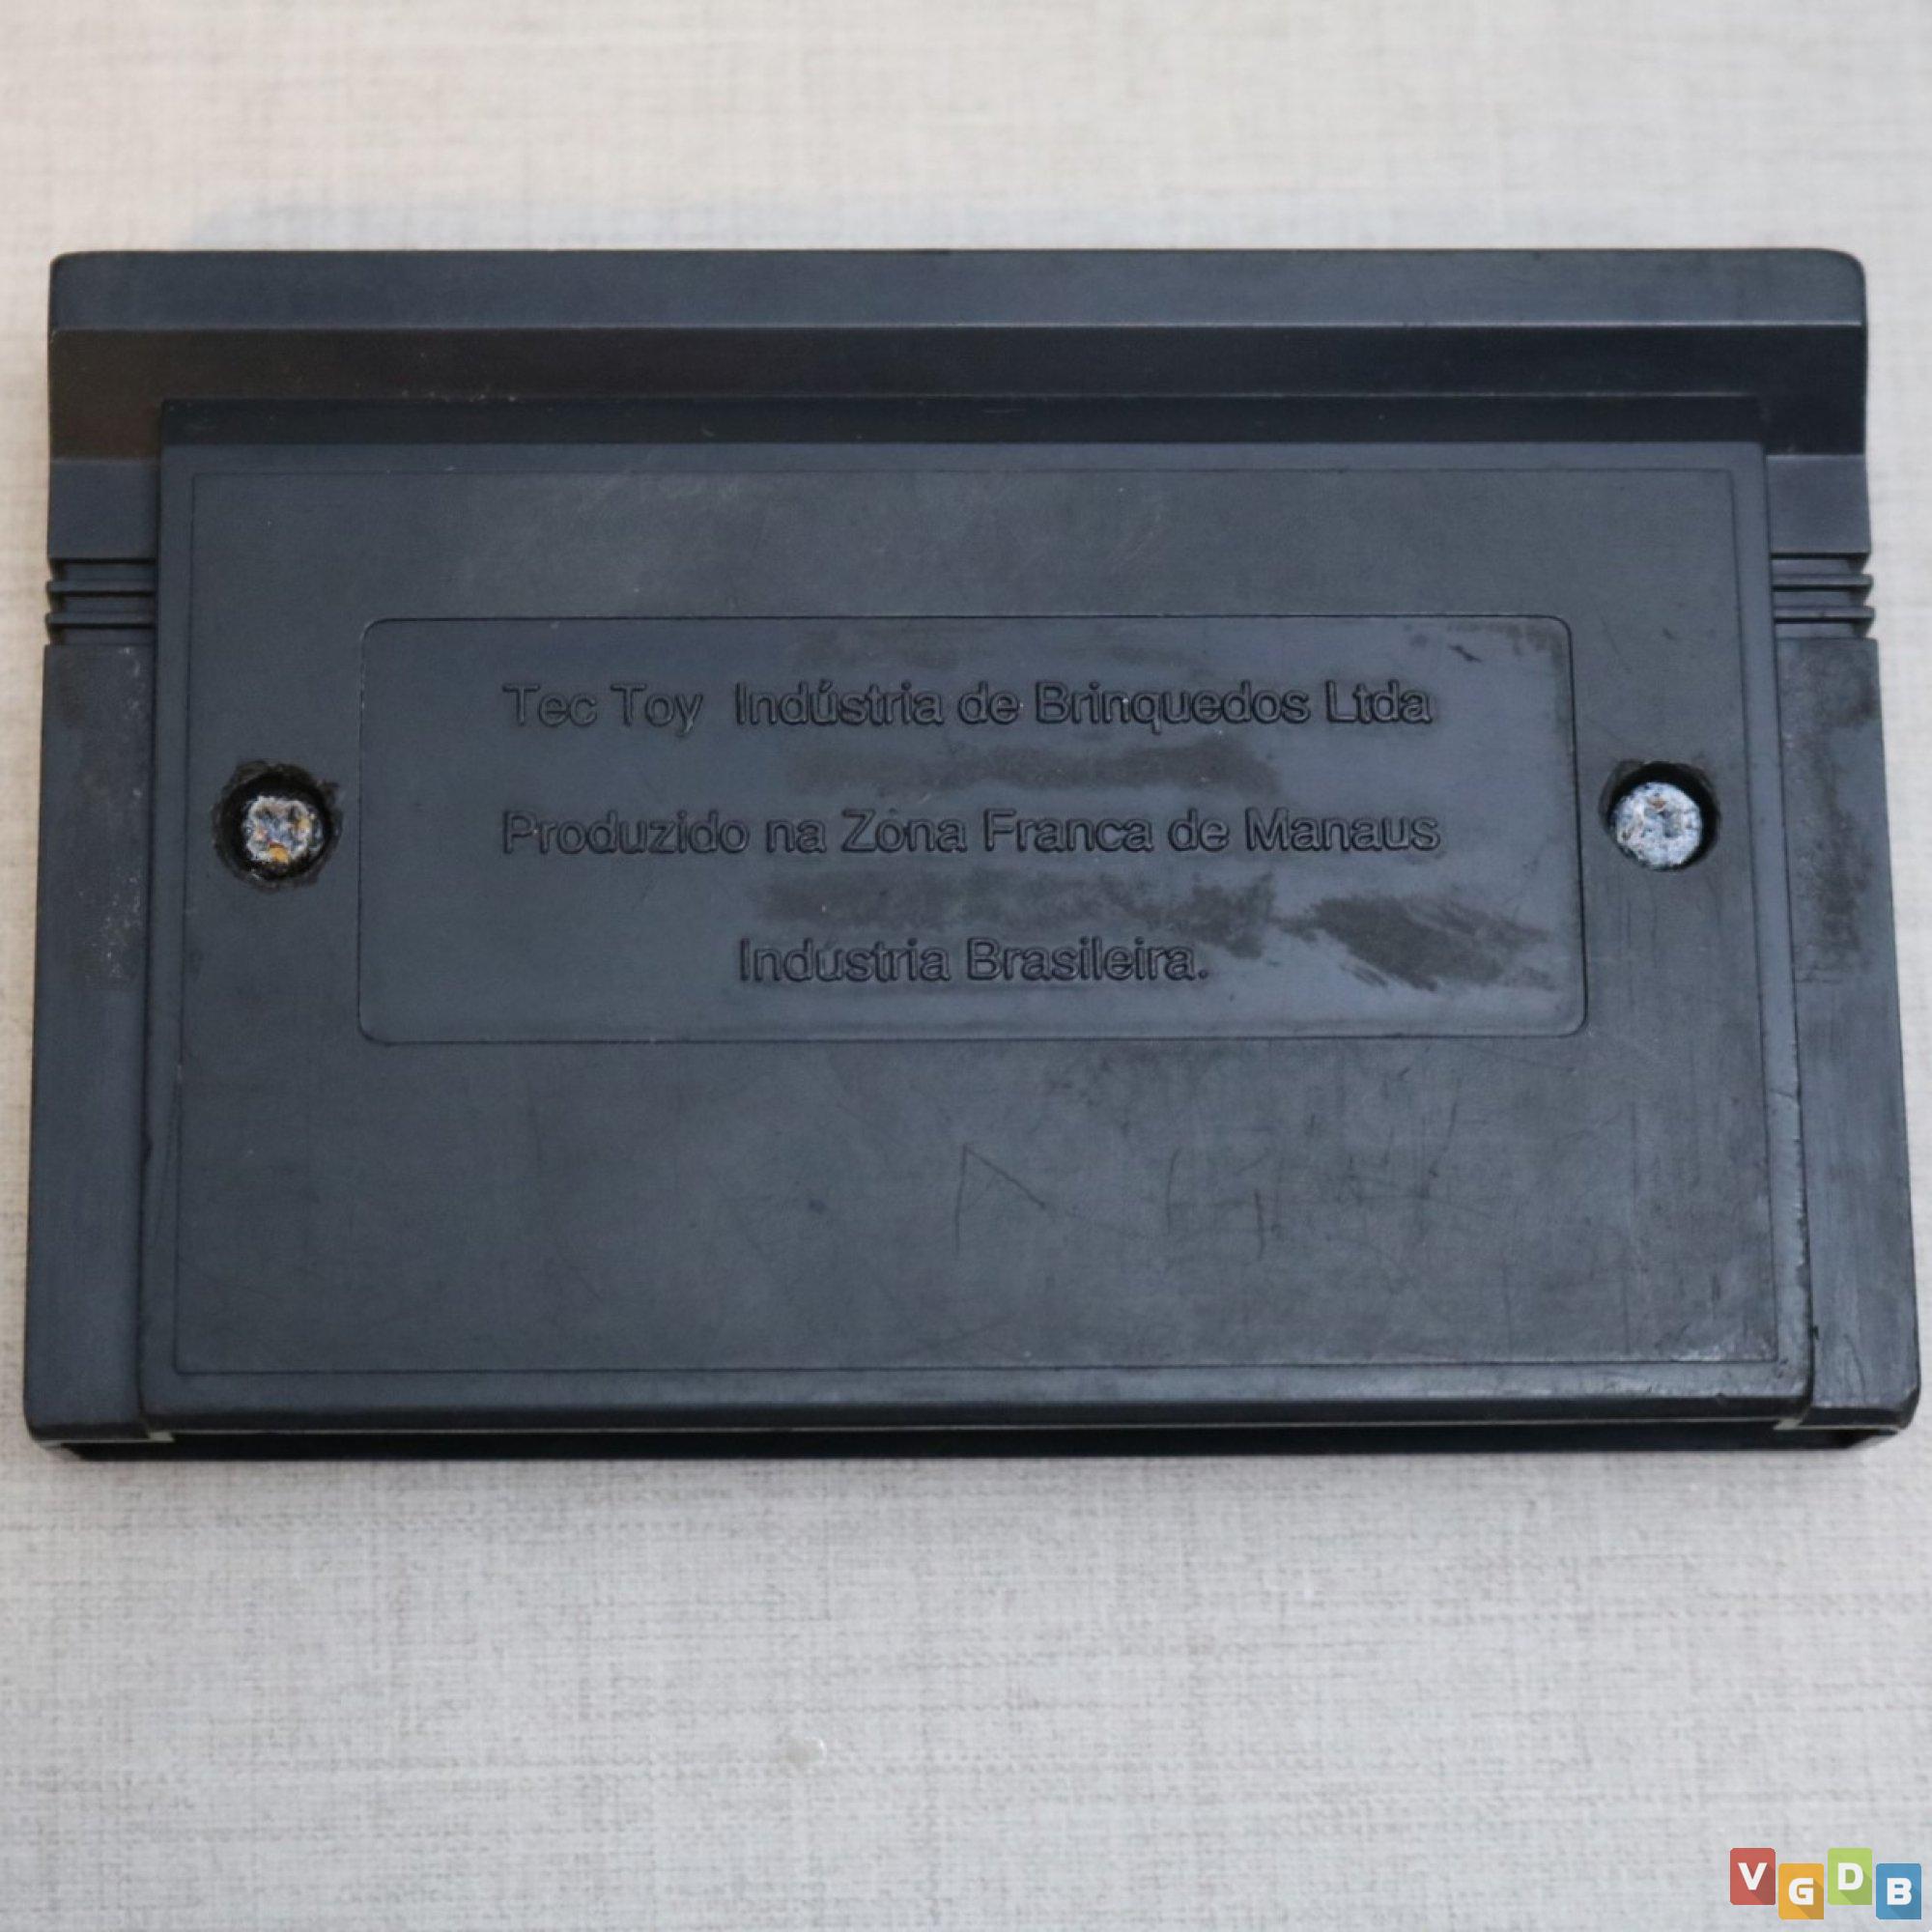 Tec Toy Indústria de Brinquedos Ltda
Produzido na Zona Franca de Manaus
Indústria Brasileira.
VGDB